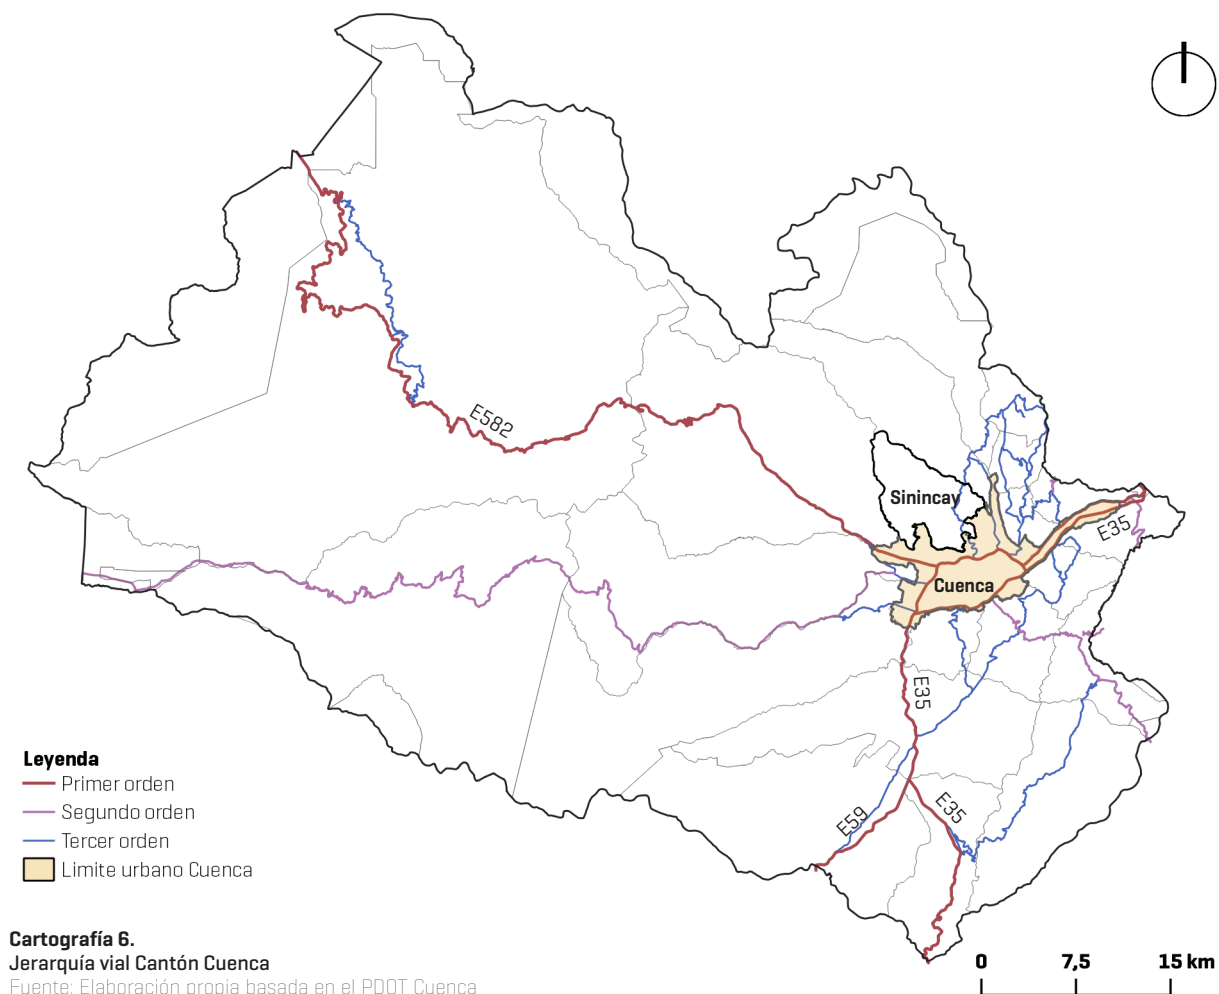 E582
Sinincay
E35
Cuenca
E35
E59
E35
Leyenda
Primer orden
Segundo orden
Tercer orden
Limite urbano Cuenca
Cartografía 6.
Jerarquía vial Cantón Cuenca
Fuente: Elaboración propia basada en el PDOT Cuenca
0 7,5 15 km